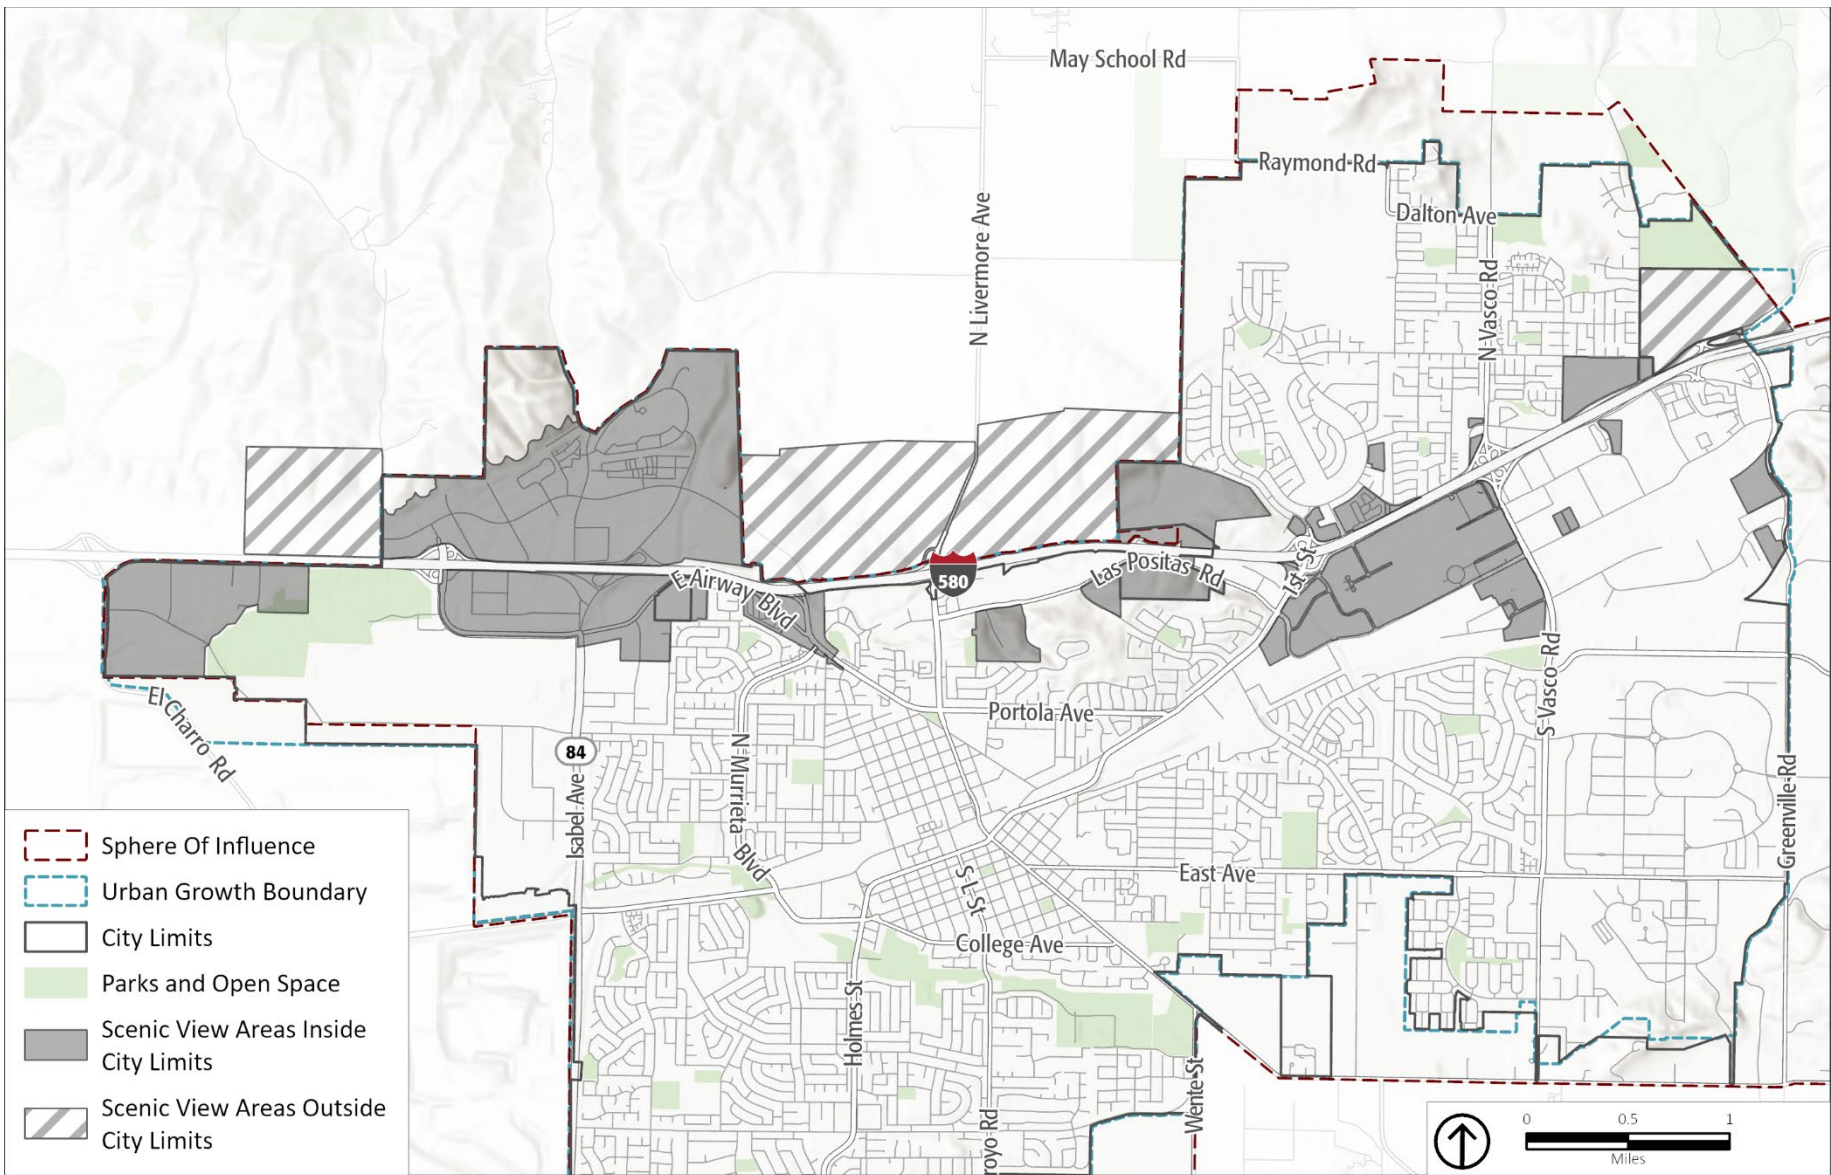 May School Rd
Raymond Rd
Dalton Ave
N Livermore Ave
N Vasco Rd
580
Las Positas Rd
1st St
E Airway Blvd
S Vasco Rd
El Charro Rd
Portola Ave
84
Isabel Ave
N Murrieta Blvd
Greenville Rd
East Ave
S L St
College Ave
Holmes St
Wente St
royo Rd
Sphere Of Influence
Urban Growth Boundary
City Limits
Parks and Open Space
Scenic View Areas Inside
City Limits
Scenic View Areas Outside
City Limits
0 0.5 1
Miles